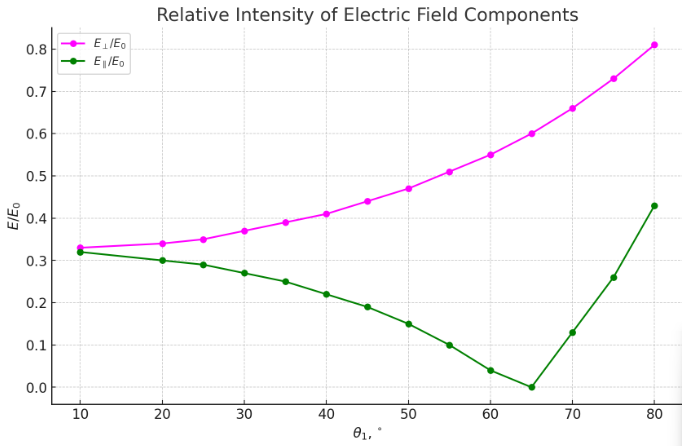 Relative Intensity of Electric Field Components
E⊥/E₀
E∥/E₀
E/E₀
0.8
0.7
0.6
0.5
0.4
0.3
0.2
0.1
0.0
10 20 30 40 50 60 70 80
θ₁, °